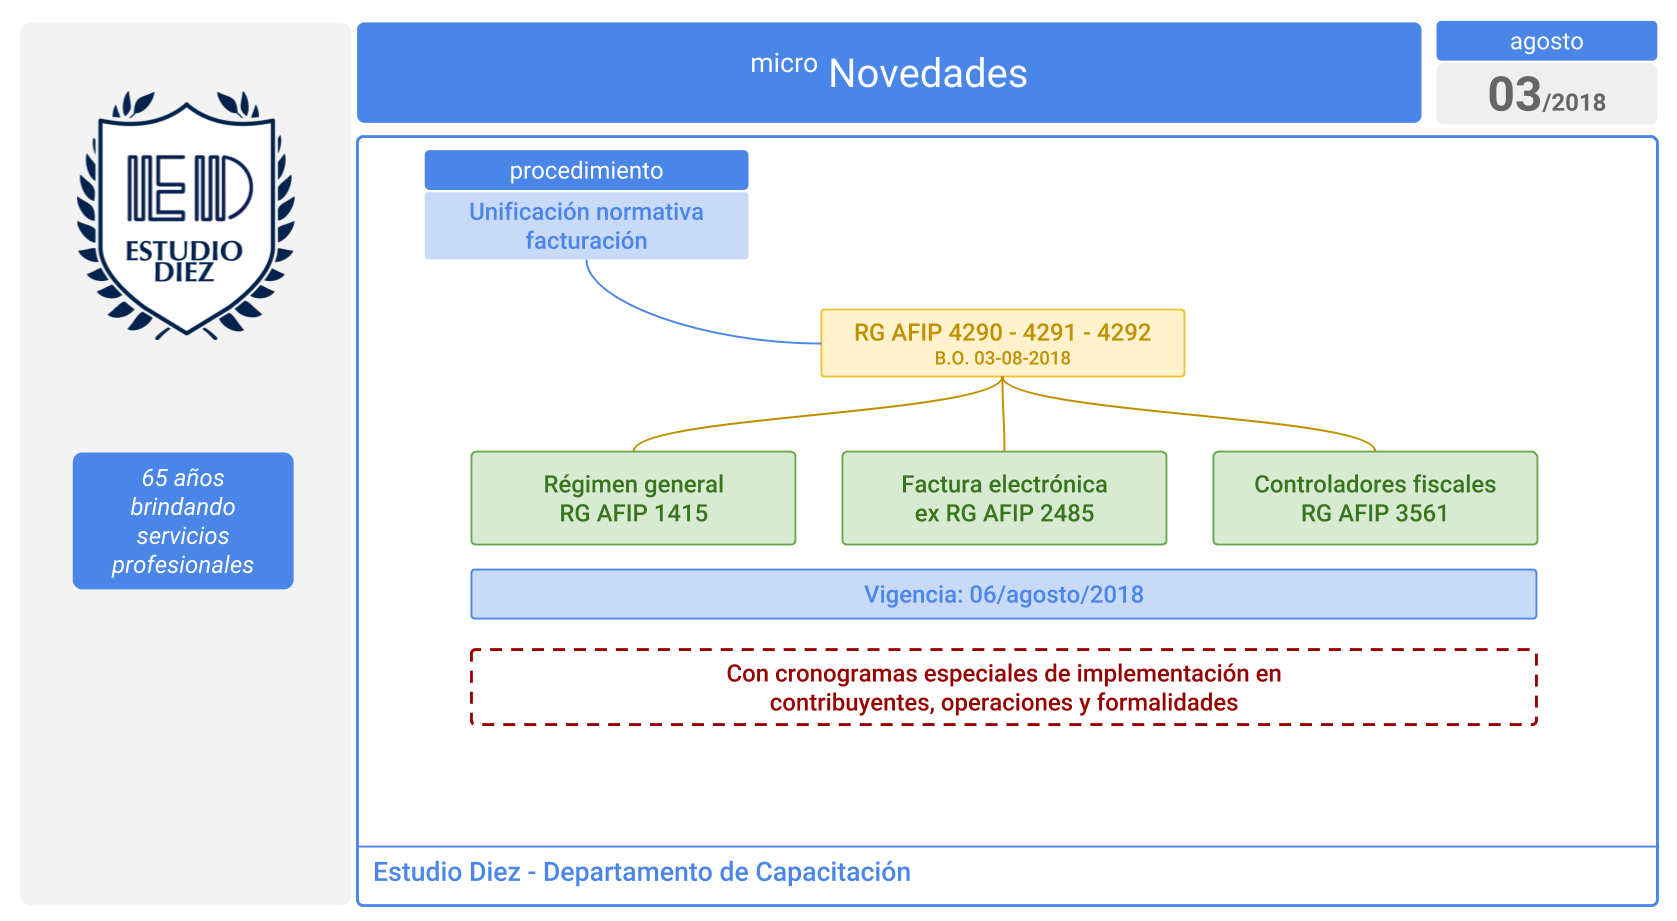 micro Novedades
agosto
03/2018
ED
ESTUDIO
DIEZ
65 años
brindando
servicios
profesionales
procedimiento
Unificación normativa
facturación
RG AFIP 4290 - 4291 - 4292
B.O. 03-08-2018
Régimen general
RG AFIP 1415
Factura electrónica
ex RG AFIP 2485
Controladores fiscales
RG AFIP 3561
Vigencia: 06/agosto/2018
Con cronogramas especiales de implementación en
contribuyentes, operaciones y formalidades
Estudio Diez - Departamento de Capacitación